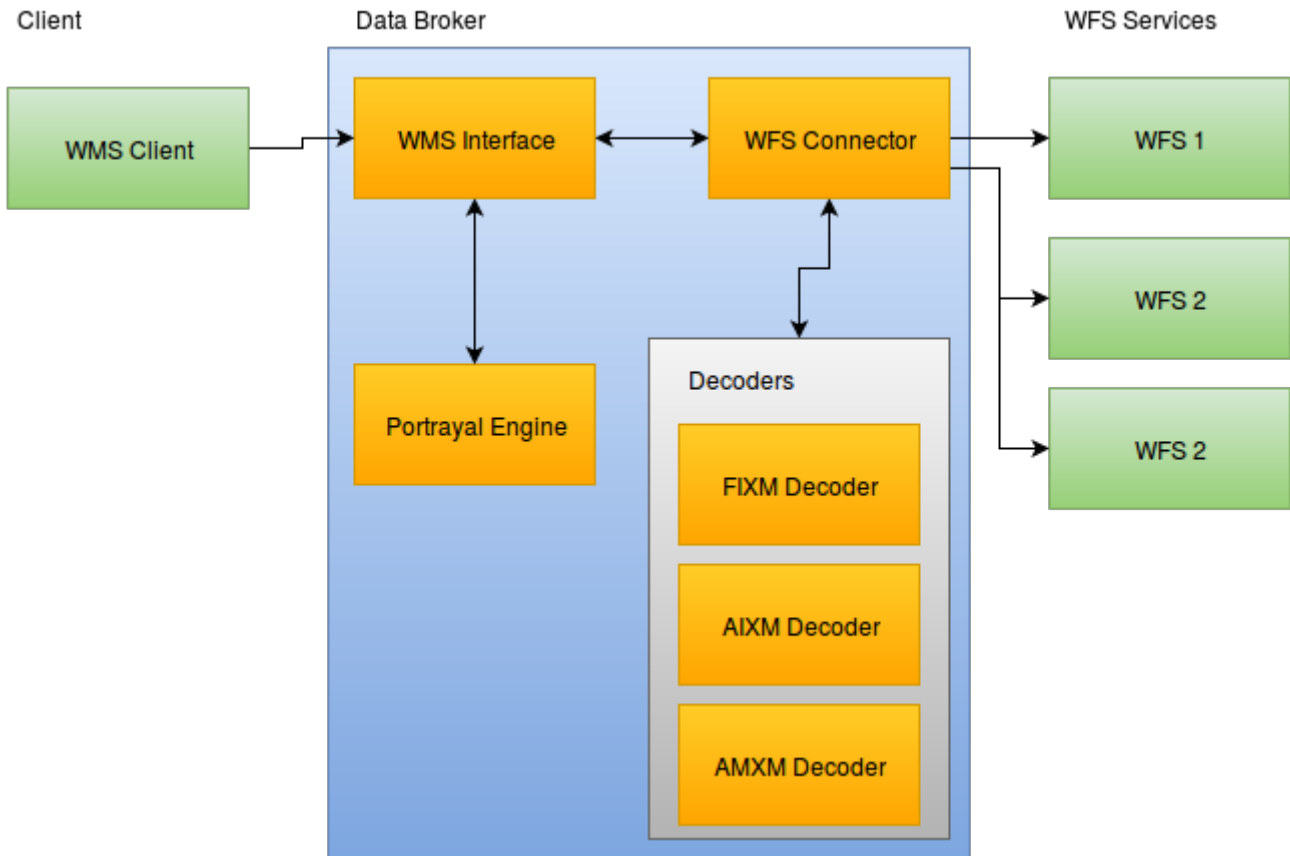 Client
Data Broker
WFS Services
WMS Client
WMS Interface
WFS Connector
WFS 1
WFS 2
WFS 2
Portrayal Engine
Decoders
FIXM Decoder
AIXM Decoder
AMXM Decoder